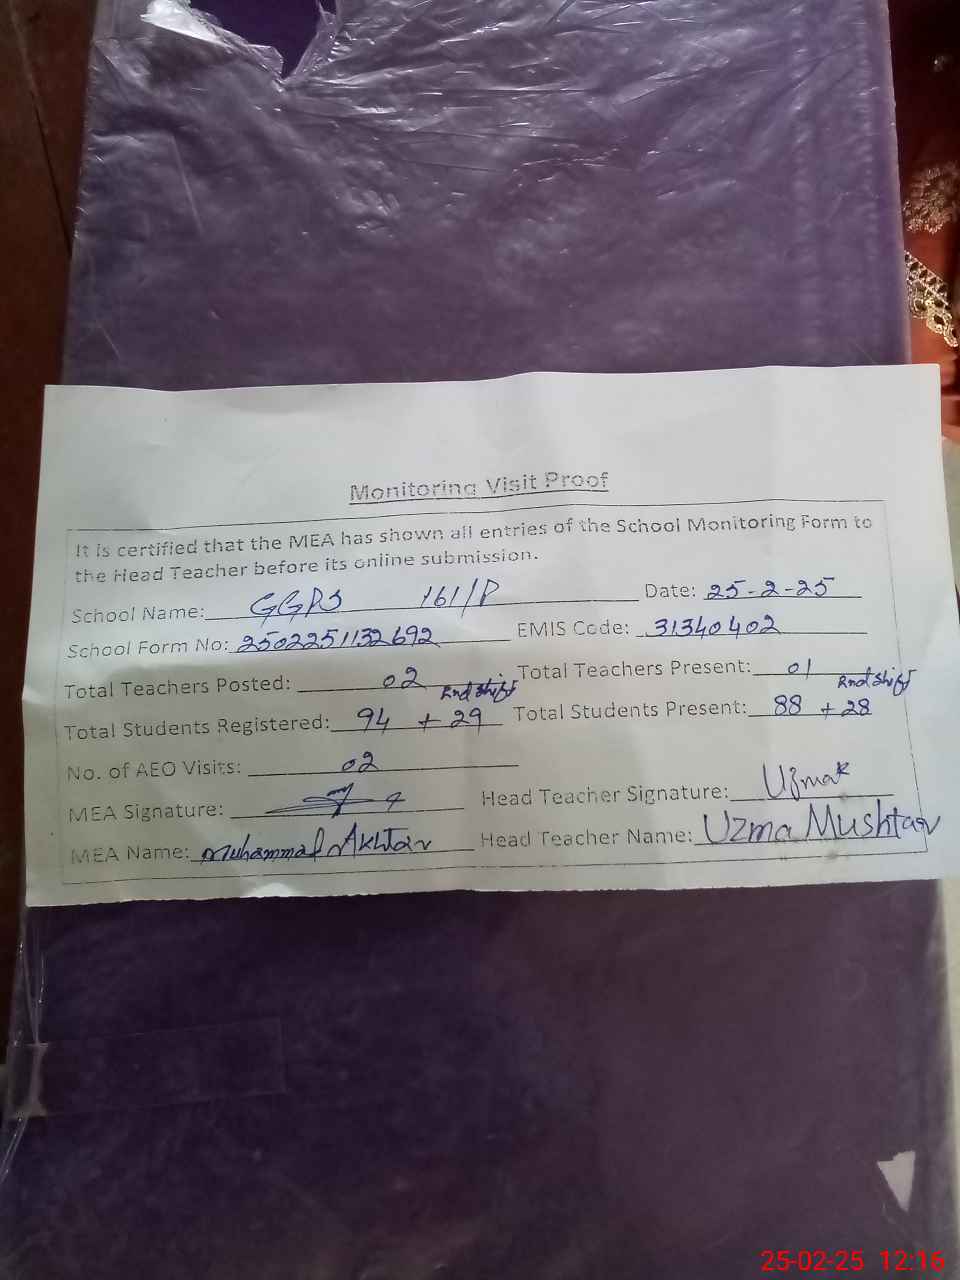 Monitoring Visit Proof
It is certified that the MEA has shown all entries of the School Monitoring Form to
the Head Teacher before its online submission.
School Name: GGPS 161/P Date: 25-2-25
School Form No: 2502251132692 EMIS Code: 31340402
Total Teachers Posted: 02 Total Teachers Present: 01
2nd shift 2nd shift
Total Students Registered: 94 + 29 Total Students Present: 88 + 28
No. of AEO Visits: 02
MEA Signature: Head Teacher Signature: Uzma
MEA Name: Muhammad Akhtar Head Teacher Name: Uzma Mushtaq
25-02-25 12:16